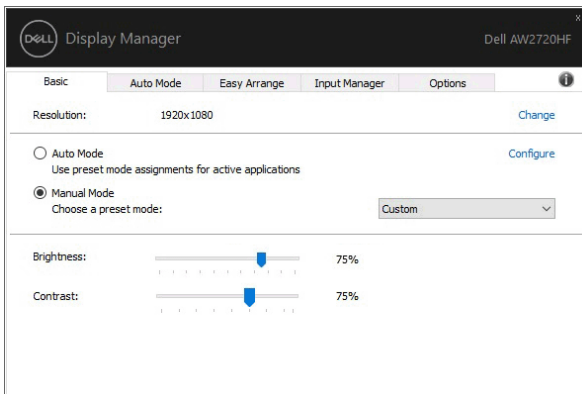 DELL Display Manager
Dell AW2720HF
x
Basic Auto Mode Easy Arrange Input Manager Options
Resolution: 1920x1080 Change
Auto Mode Configure
Use preset mode assignments for active applications
Manual Mode
Choose a preset mode: Custom
Brightness: 75%
Contrast: 75%